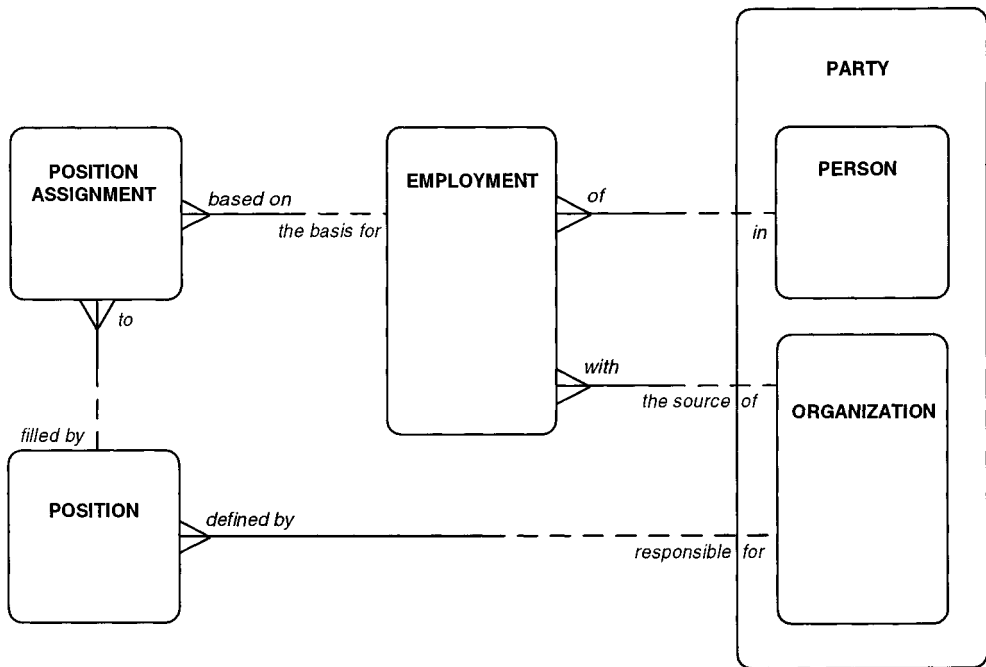 PARTY
POSITION
ASSIGNMENT
EMPLOYMENT
PERSON
based on
the basis for
of
in
to
with
the source of
ORGANIZATION
filled by
POSITION
defined by
responsible for